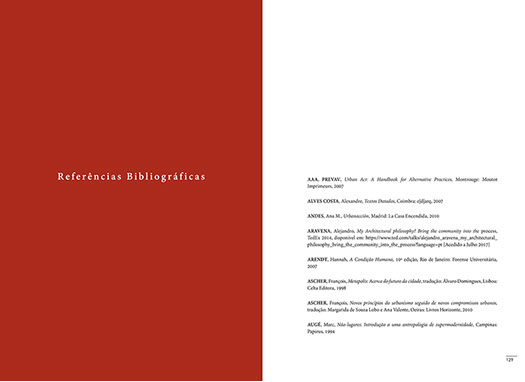 Referências Bibliográficas
AAA, PREVAV, Urban Act: A Handbook for Alternative Practices, Montrouge: Moutot
Imprimeurs, 2007
ALVES COSTA, Alexandre, Textos Datados, Coimbra: e|d|arq, 2007
ANDES, Ana M., Urbanacción, Madrid: La Casa Encendida, 2010
ARAVENA, Alejandro, My Architectural philosophy? Bring the community into the process,
TedEx 2014, disponível em: https://www.ted.com/talks/alejandro_aravena_my_architectural_
philosophy_bring_the_community_into_the_process?language=pt [Acedido a Julho 2017]
ARENDT, Hannah, A Condição Humana, 10ª edição, Rio de Janeiro: Forense Universitária,
2007
ASCHER, François, Metapolis: Acerca do futuro da cidade, tradução: Álvaro Domingues, Lisboa:
Celta Editora, 1998
ASCHER, François, Novos princípios do urbanismo seguido de novos compromissos urbanos,
tradução: Margarida de Souza Lobo e Ana Valente, Oeiras: Livros Horizonte, 2010
AUGÉ, Marc, Não-lugares: Introdução a uma antropologia de supermodernidade, Campinas:
Papirus, 1994
129